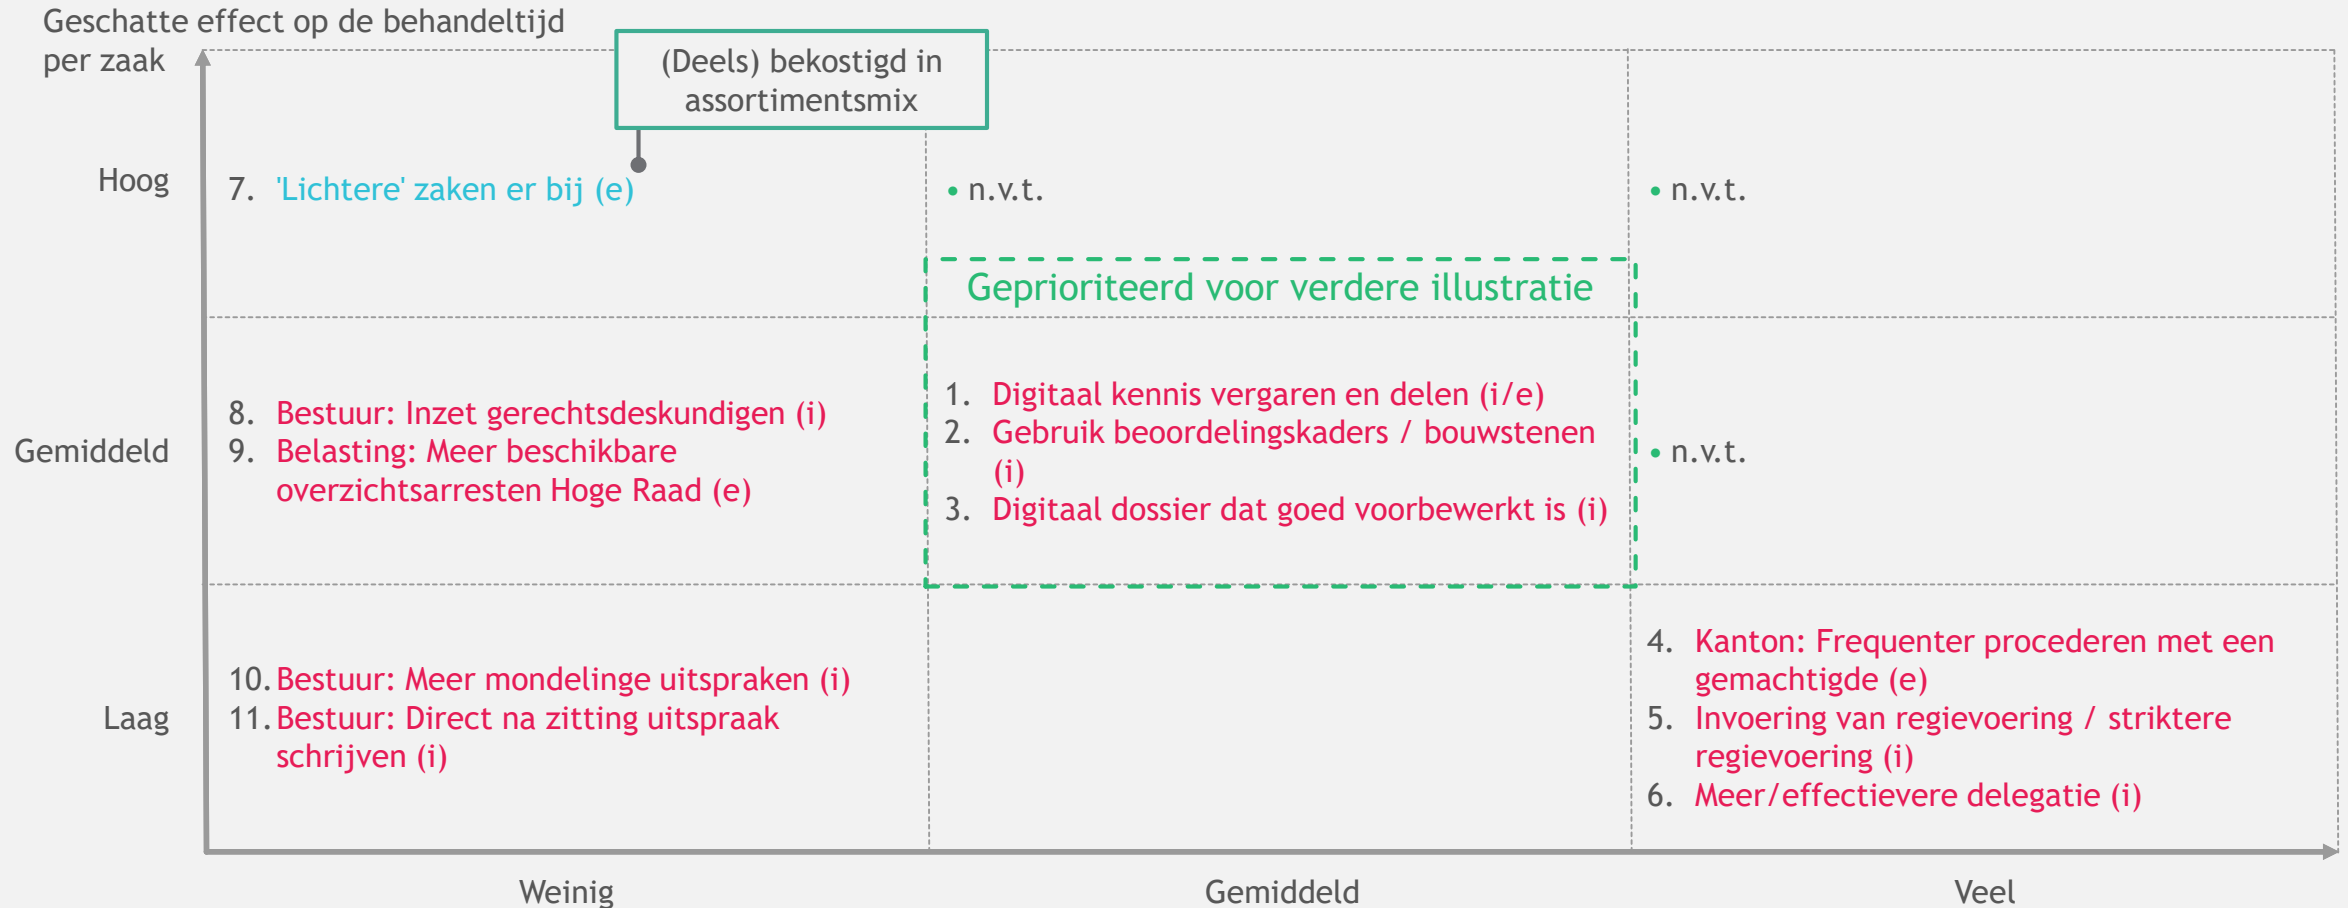 Geschatte effect op de behandeltijd
per zaak
(Deels) bekostigd in
assortimentsmix
Hoog
7. 'Lichtere' zaken er bij (e)
• n.v.t.
• n.v.t.
Geprioriteerd voor verdere illustratie
Gemiddeld
8. Bestuur: Inzet gerechtsdeskundigen (i)
9. Belasting: Meer beschikbare
overzichtsarresten Hoge Raad (e)
1. Digitaal kennis vergaren en delen (i/e)
2. Gebruik beoordelingskaders / bouwstenen
(i)
3. Digitaal dossier dat goed voorbewerkt is (i)
• n.v.t.
Laag
10. Bestuur: Meer mondelinge uitspraken (i)
11. Bestuur: Direct na zitting uitspraak
schrijven (i)
4. Kanton: Frequenter procederen met een
gemachtigde (e)
5. Invoering van regievoering / striktere
regievoering (i)
6. Meer/effectievere delegatie (i)
Weinig
Gemiddeld
Veel